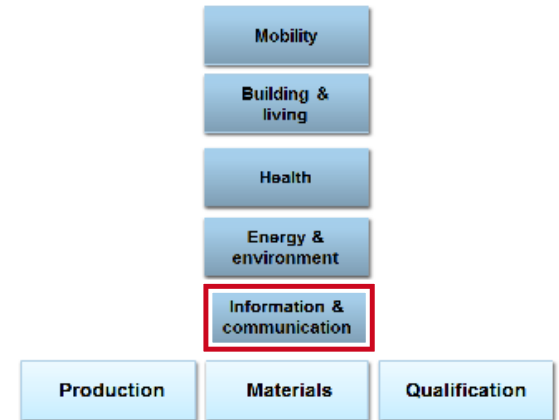 Mobility
Building &
living
Health
Energy &
environment
Information &
communication
Production
Materials
Qualification